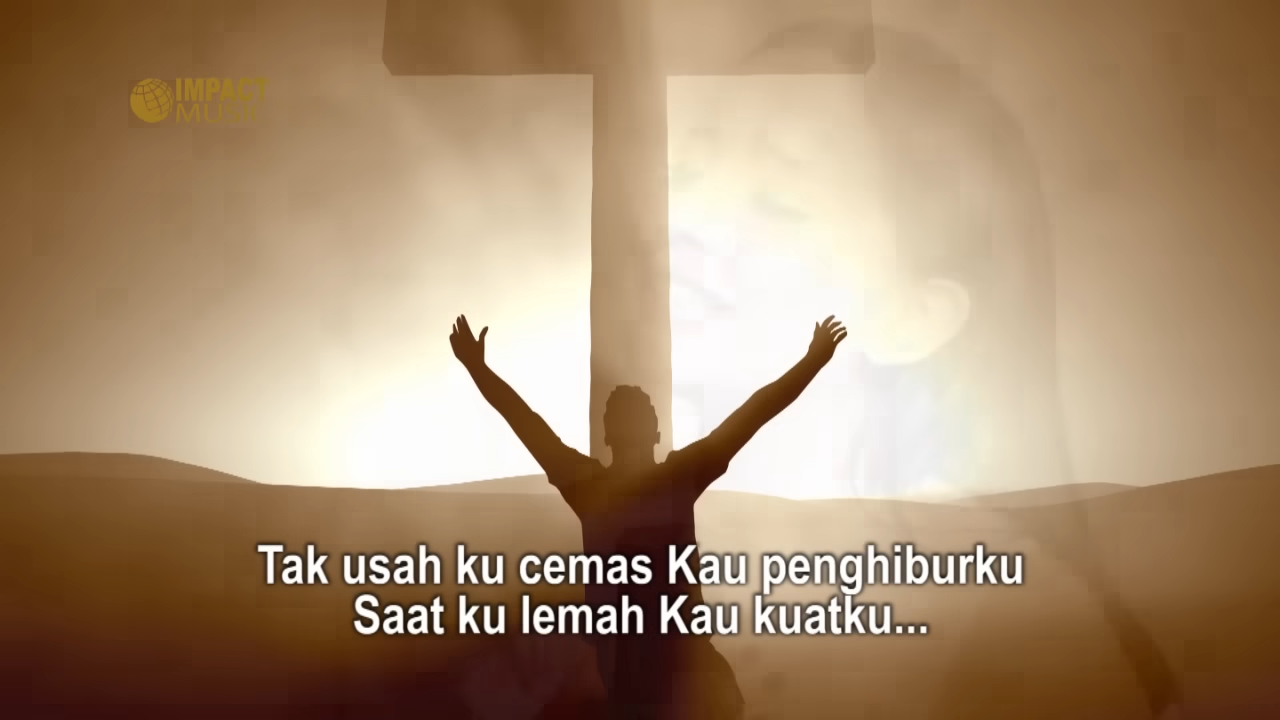 IMPACT
MUSIC
Tak usah ku cemas Kau penghiburku
Saat ku lemah Kau kuatku...